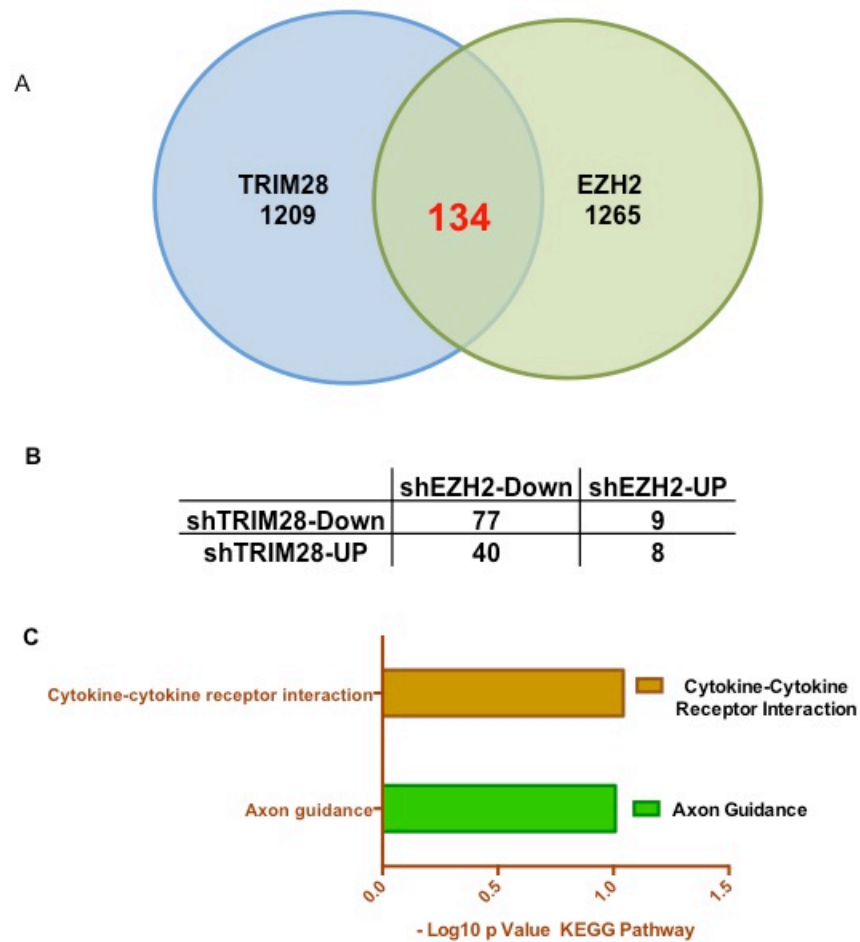 A
TRIM28
1209
134
EZH2
1265
B
shEZH2-Down shEZH2-UP
shTRIM28-Down 77 9
shTRIM28-UP 40 8
C
Cytokine-cytokine receptor interaction
Cytokine-Cytokine
Receptor Interaction
Axon guidance
Axon Guidance
0.0 0.5 1.0 1.5
- Log10 p Value KEGG Pathway